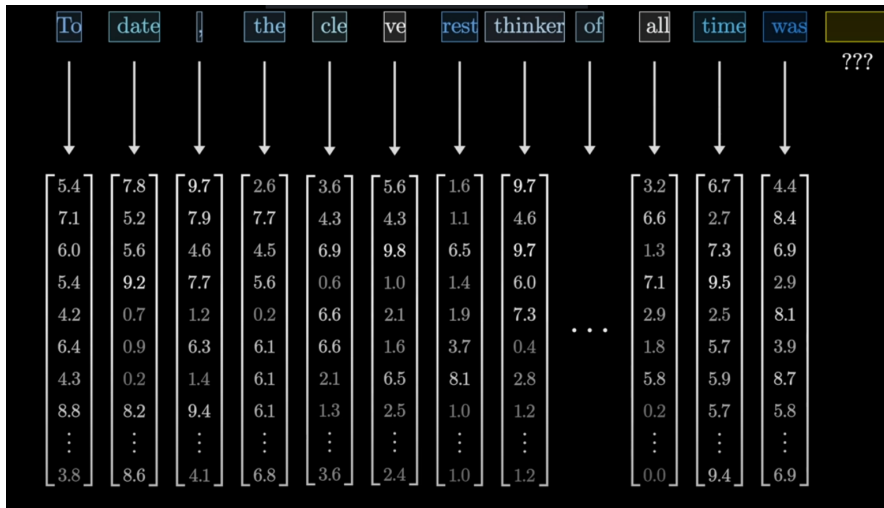 To date , the cle ve rest thinker of all time was
???
5.4 7.8 9.7 2.6 3.6 5.6 1.6 9.7 3.2 6.7 4.4
7.1 5.2 7.9 7.7 4.3 4.3 1.1 4.6 6.6 2.7 8.4
6.0 5.6 4.6 4.5 6.9 9.8 6.5 9.7 1.3 7.3 6.9
5.4 9.2 7.7 5.6 0.6 1.0 1.4 6.0 7.1 9.5 2.9
4.2 0.7 1.2 0.2 6.6 2.1 1.9 7.3 ... 2.9 2.5 8.1
6.4 0.9 6.3 6.1 6.6 1.6 3.7 0.4 1.8 5.7 3.9
4.3 0.2 1.4 6.1 2.1 6.5 8.1 2.8 5.8 5.9 8.7
8.8 8.2 9.4 6.1 1.3 2.5 1.0 1.2 0.2 5.7 5.8
⋮ ⋮ ⋮ ⋮ ⋮ ⋮ ⋮ ⋮ ⋮ ⋮ ⋮
3.8 8.6 4.1 6.8 3.6 2.4 1.0 1.2 0.0 9.4 6.9